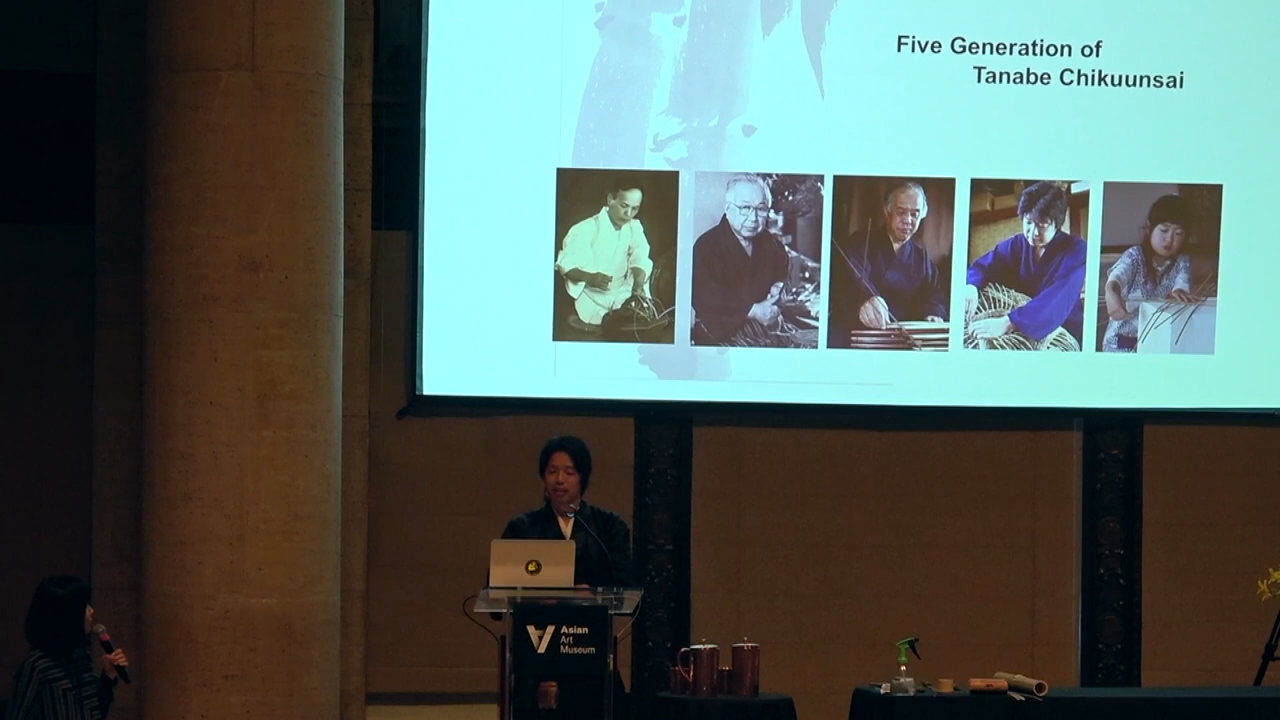 Five Generation of
Tanabe Chikuunsai
Asian
Art
Museum